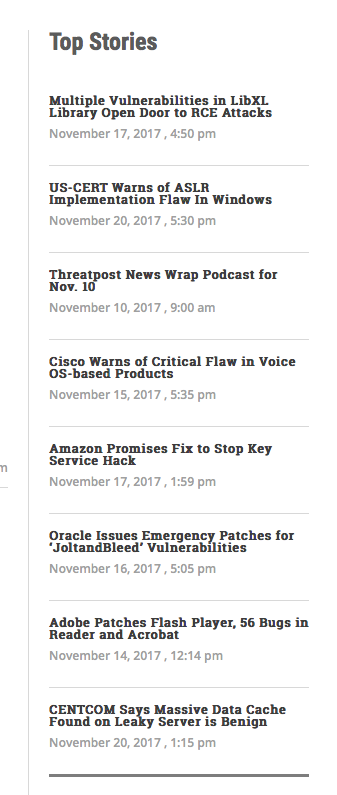 Top Stories
Multiple Vulnerabilities in LibXL
Library Open Door to RCE Attacks
November 17, 2017 , 4:50 pm
US-CERT Warns of ASLR
Implementation Flaw In Windows
November 20, 2017 , 5:30 pm
Threatpost News Wrap Podcast for
Nov. 10
November 10, 2017 , 9:00 am
Cisco Warns of Critical Flaw in Voice
OS-based Products
November 15, 2017 , 5:35 pm
m
Amazon Promises Fix to Stop Key
Service Hack
November 17, 2017 , 1:59 pm
Oracle Issues Emergency Patches for
‘JoltandBleed’ Vulnerabilities
November 16, 2017 , 5:05 pm
Adobe Patches Flash Player, 56 Bugs in
Reader and Acrobat
November 14, 2017 , 12:14 pm
CENTCOM Says Massive Data Cache
Found on Leaky Server is Benign
November 20, 2017 , 1:15 pm